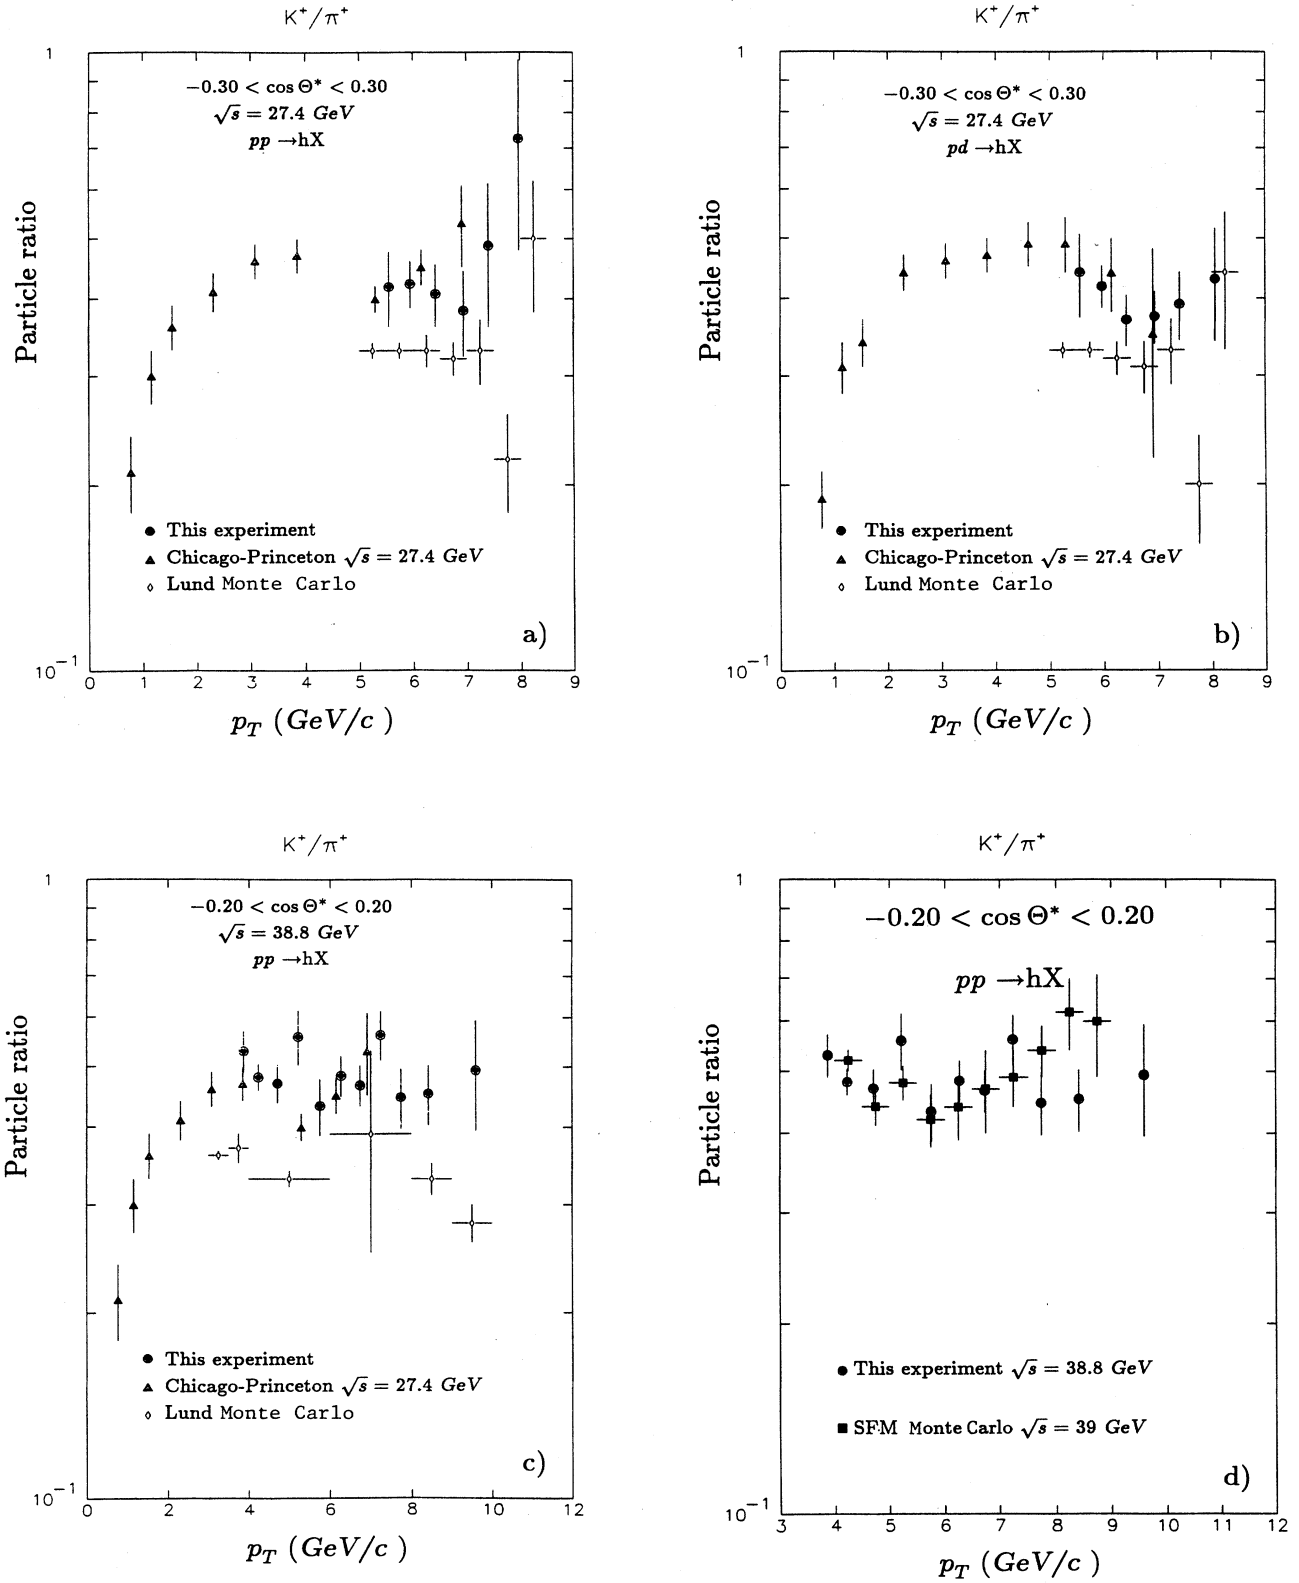 K⁺/π⁺
1
−0.30 < cos Θ* < 0.30
√s = 27.4 GeV
pp →hX
Particle ratio
● This experiment
▲ Chicago-Princeton √s = 27.4 GeV
◊ Lund Monte Carlo
a)
10⁻¹
0 1 2 3 4 5 6 7 8 9
p_T (GeV/c )
K⁺/π⁺
1
−0.30 < cos Θ* < 0.30
√s = 27.4 GeV
pd →hX
Particle ratio
● This experiment
▲ Chicago-Princeton √s = 27.4 GeV
◊ Lund Monte Carlo
b)
10⁻¹
0 1 2 3 4 5 6 7 8 9
p_T (GeV/c )
K⁺/π⁺
1
−0.20 < cos Θ* < 0.20
√s = 38.8 GeV
pp →hX
Particle ratio
● This experiment
▲ Chicago-Princeton √s = 27.4 GeV
◊ Lund Monte Carlo
c)
10⁻¹
0 2 4 6 8 10 12
p_T (GeV/c )
K⁺/π⁺
1
−0.20 < cos Θ* < 0.20
pp →hX
Particle ratio
● This experiment √s = 38.8 GeV
■ SFM Monte Carlo √s = 39 GeV
d)
10⁻¹
3 4 5 6 7 8 9 10 11 12
p_T (GeV/c )